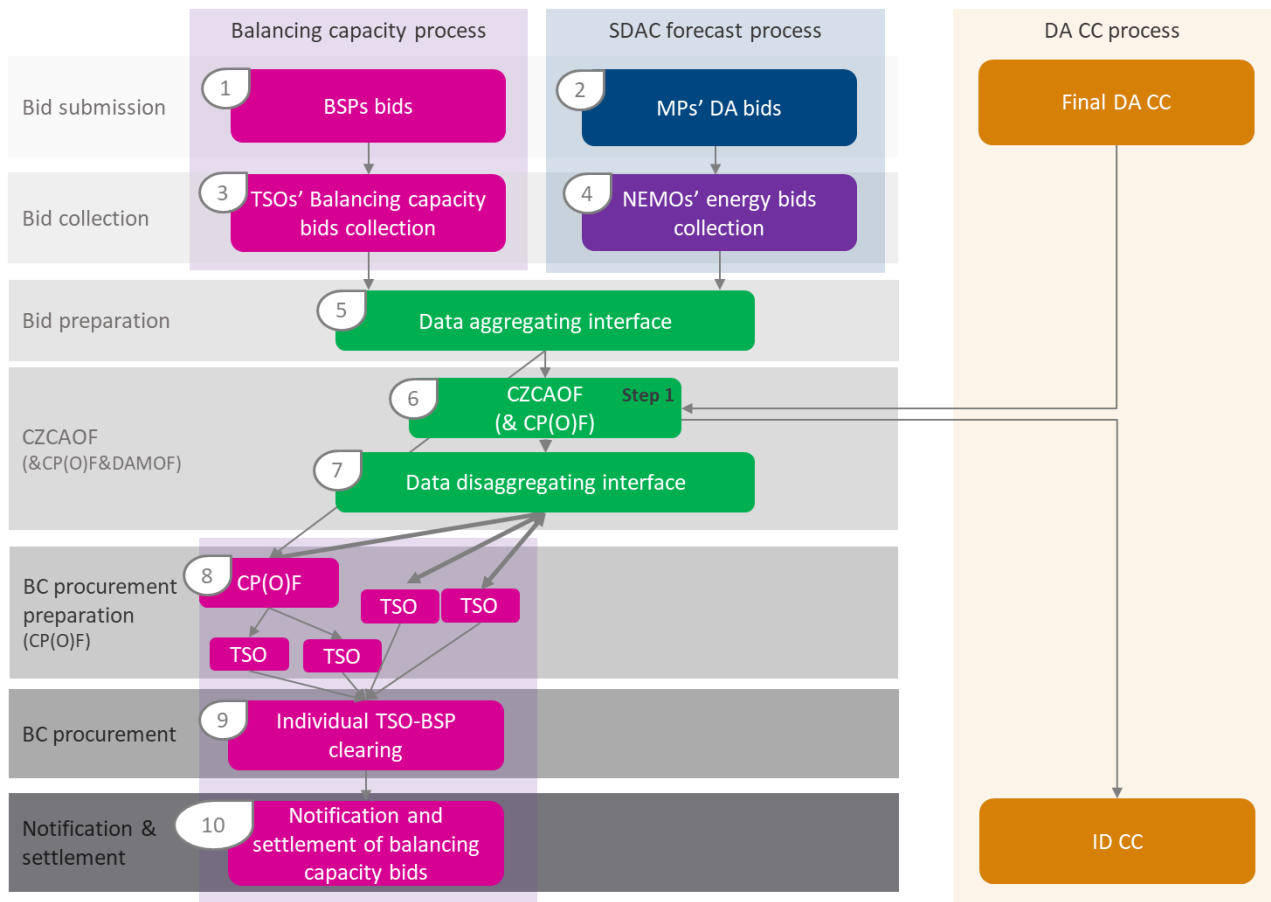 Balancing capacity process
SDAC forecast process
DA CC process
Bid submission
1
BSPs bids
2
MPs' DA bids
Final DA CC
Bid collection
3
TSOs' Balancing capacity
bids collection
4
NEMOs' energy bids
collection
Bid preparation
5
Data aggregating interface
CZCAOF
(&CP(O)F&DAMOF)
6
CZCAOF
(& CP(O)F)
Step 1
7
Data disaggregating interface
BC procurement
preparation
(CP(O)F)
8
CP(O)F
TSO
TSO
TSO
TSO
BC procurement
9
Individual TSO-BSP
clearing
Notification &
settlement
10
Notification and
settlement of balancing
capacity bids
ID CC